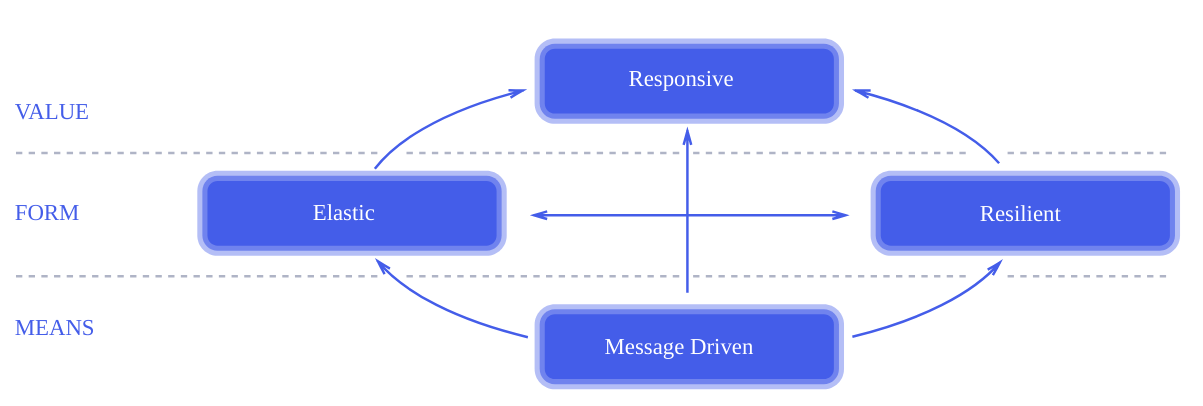 Responsive
VALUE
Elastic
Resilient
FORM
Message Driven
MEANS